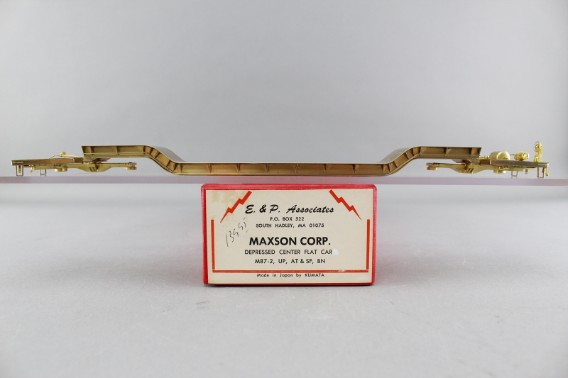 E. & P. Associates
P.O. BOX 522
SOUTH HADLEY, MA 01075
MAXSON CORP.
DEPRESSED CENTER FLAT CAR
M87-2, UP, AT & SF, BN
Made in Japan By KUMATA